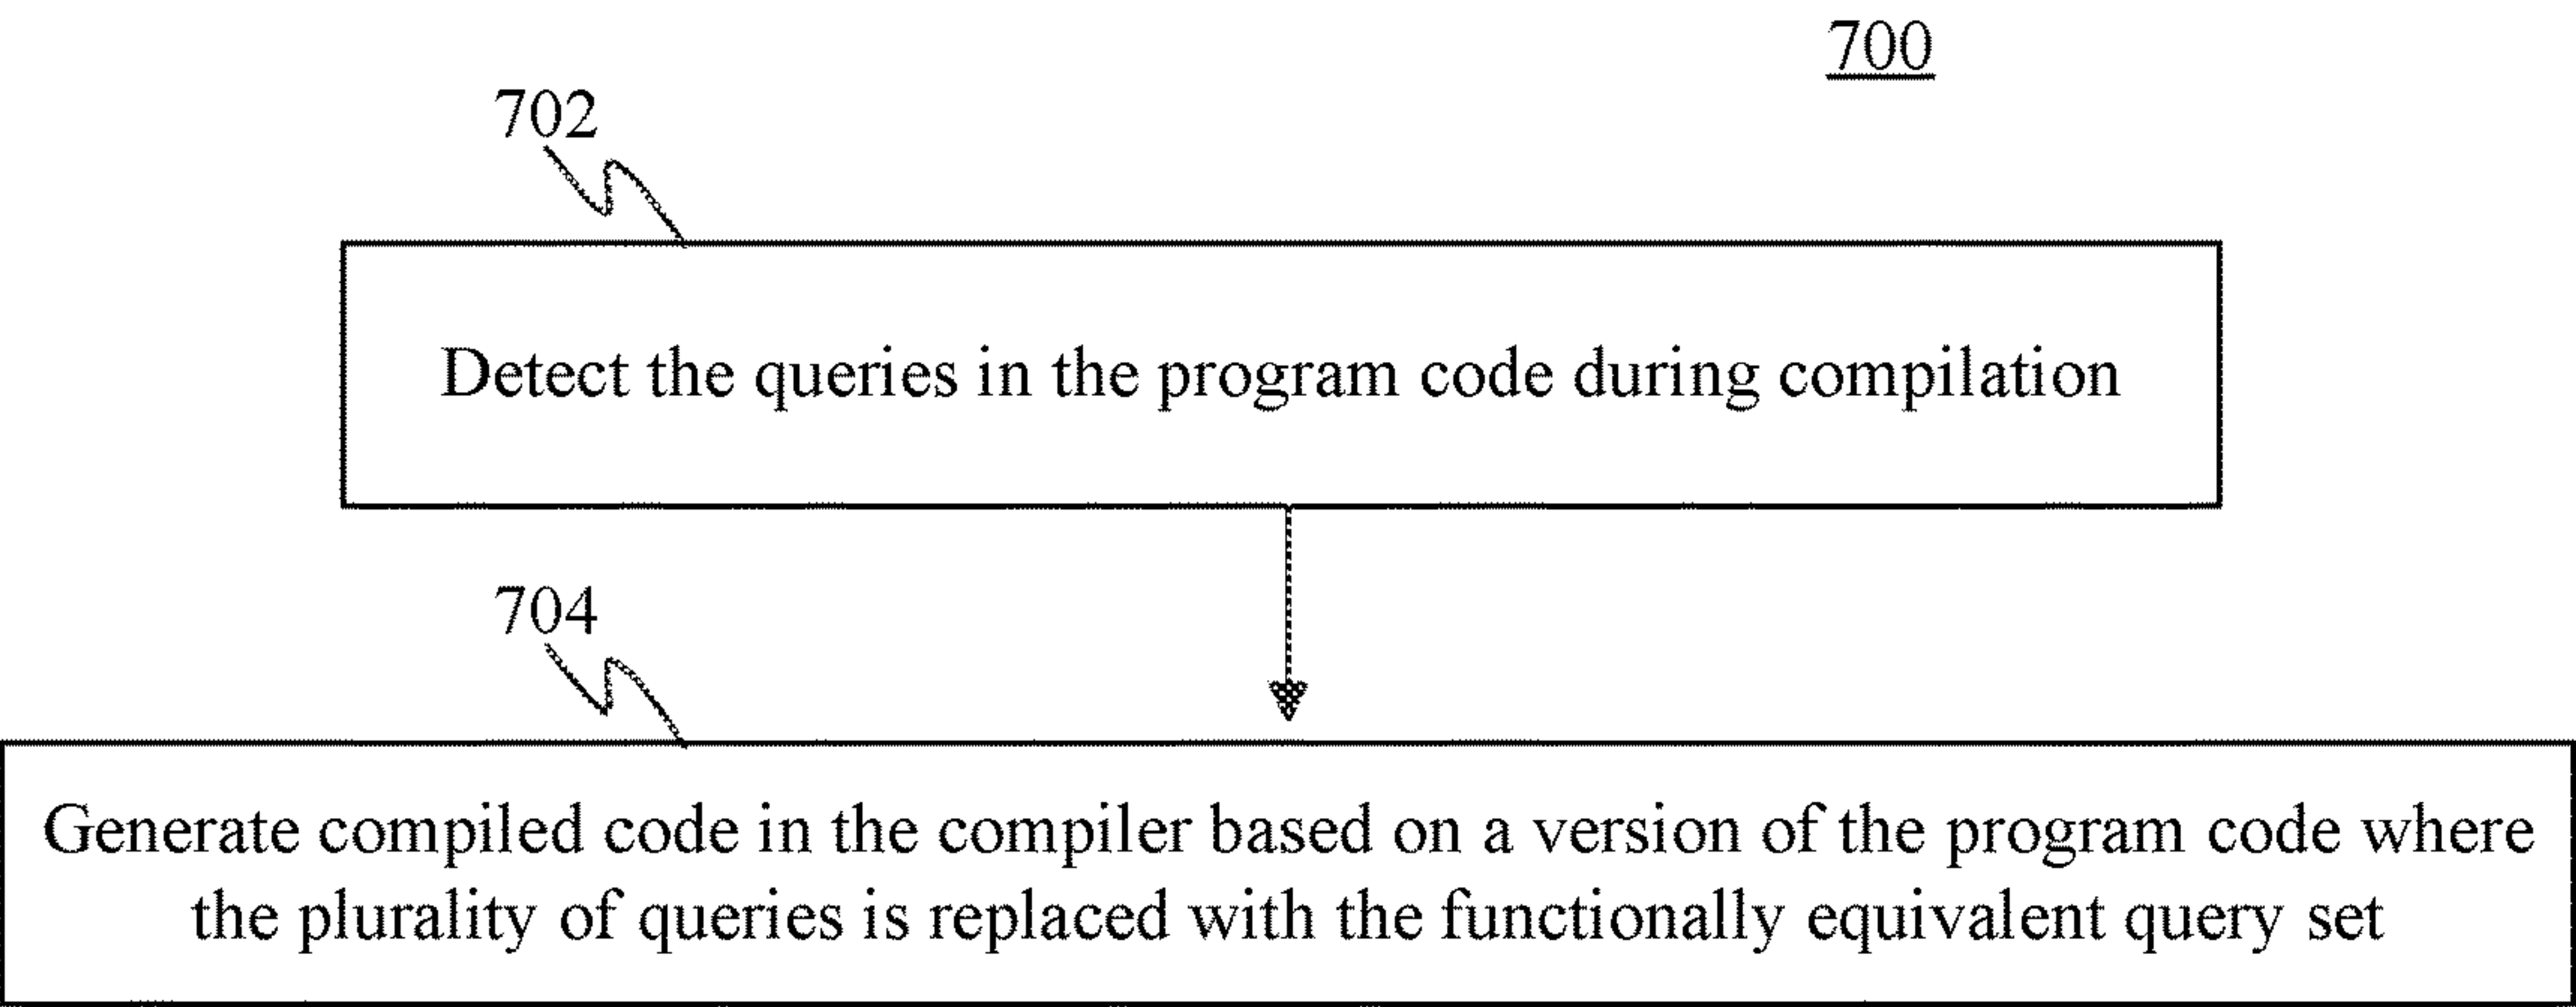 700
702
Detect the queries in the program code during compilation
704
Generate compiled code in the compiler based on a version of the program code where
the plurality of queries is replaced with the functionally equivalent query set